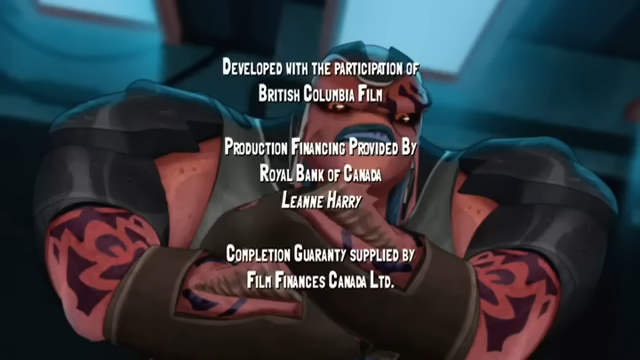 Developed with the participation of
British Columbia Film
Production Financing Provided By
Royal Bank of Canada
Leanne Harry
Completion Guaranty supplied by
Film Finances Canada Ltd.